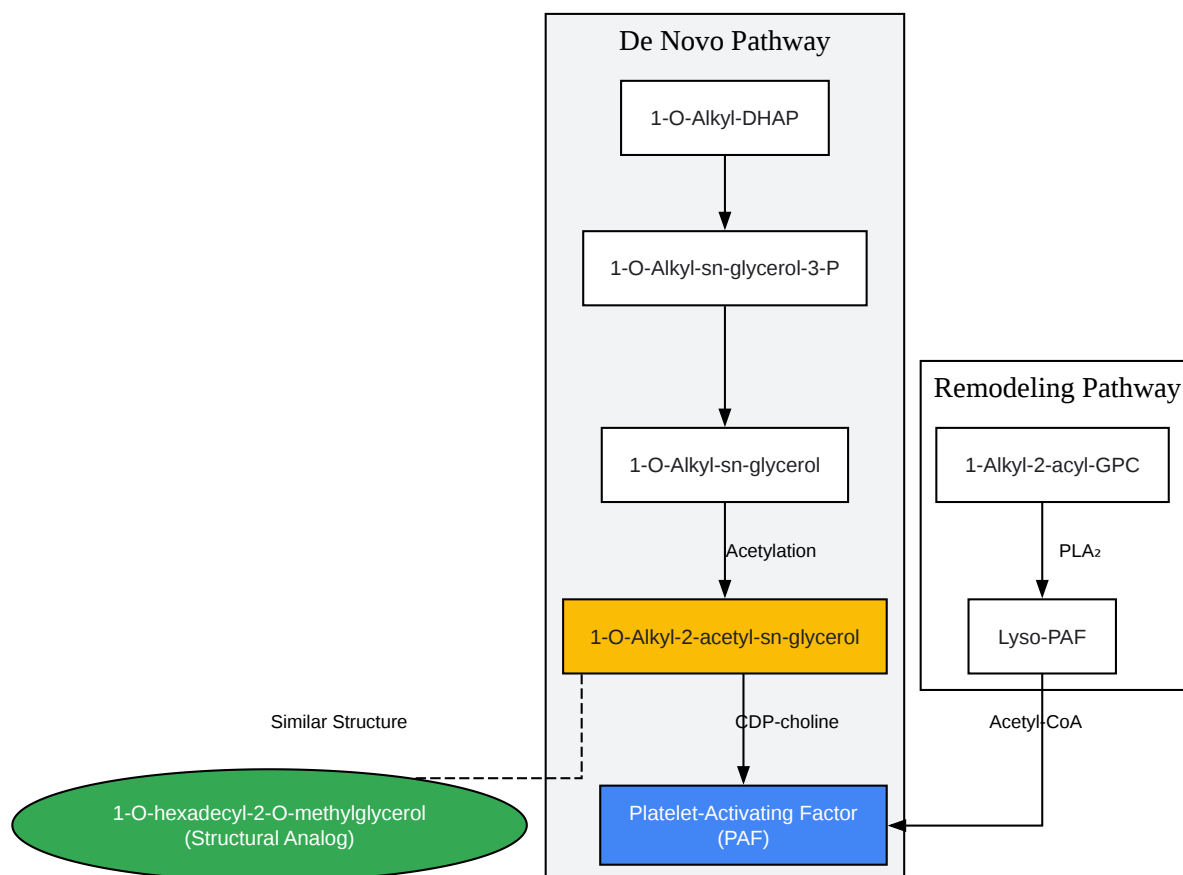 De Novo Pathway
1-O-Alkyl-DHAP
1-O-Alkyl-sn-glycerol-3-P
1-O-Alkyl-sn-glycerol
Acetylation
1-O-Alkyl-2-acetyl-sn-glycerol
CDP-choline
Platelet-Activating Factor
(PAF)
Remodeling Pathway
1-Alkyl-2-acyl-GPC
PLA₂
Lyso-PAF
Acetyl-CoA
Similar Structure
1-O-hexadecyl-2-O-methylglycerol
(Structural Analog)